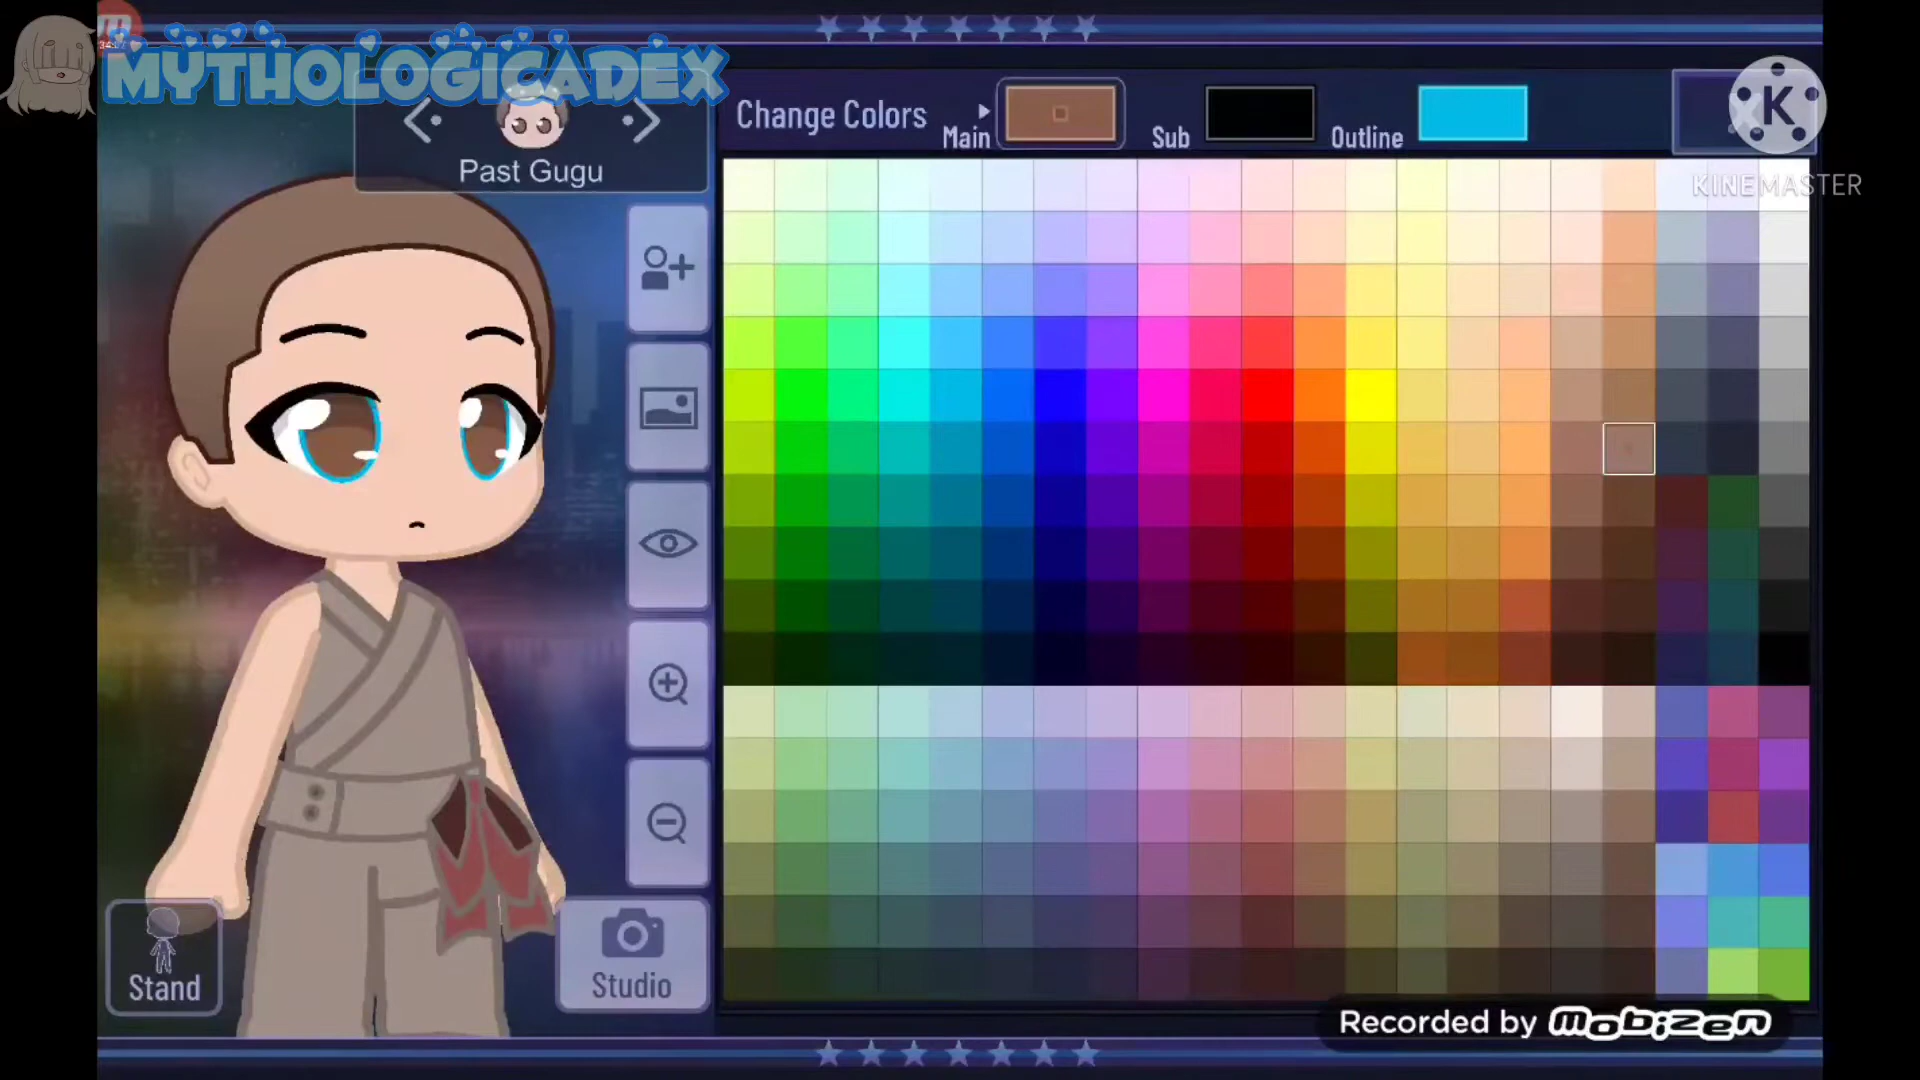 MYTHOLOGICADEX
Past Gugu
Change Colors
Main
Sub
Outline
K
KINEMASTER
Stand
Studio
Recorded by mobizen